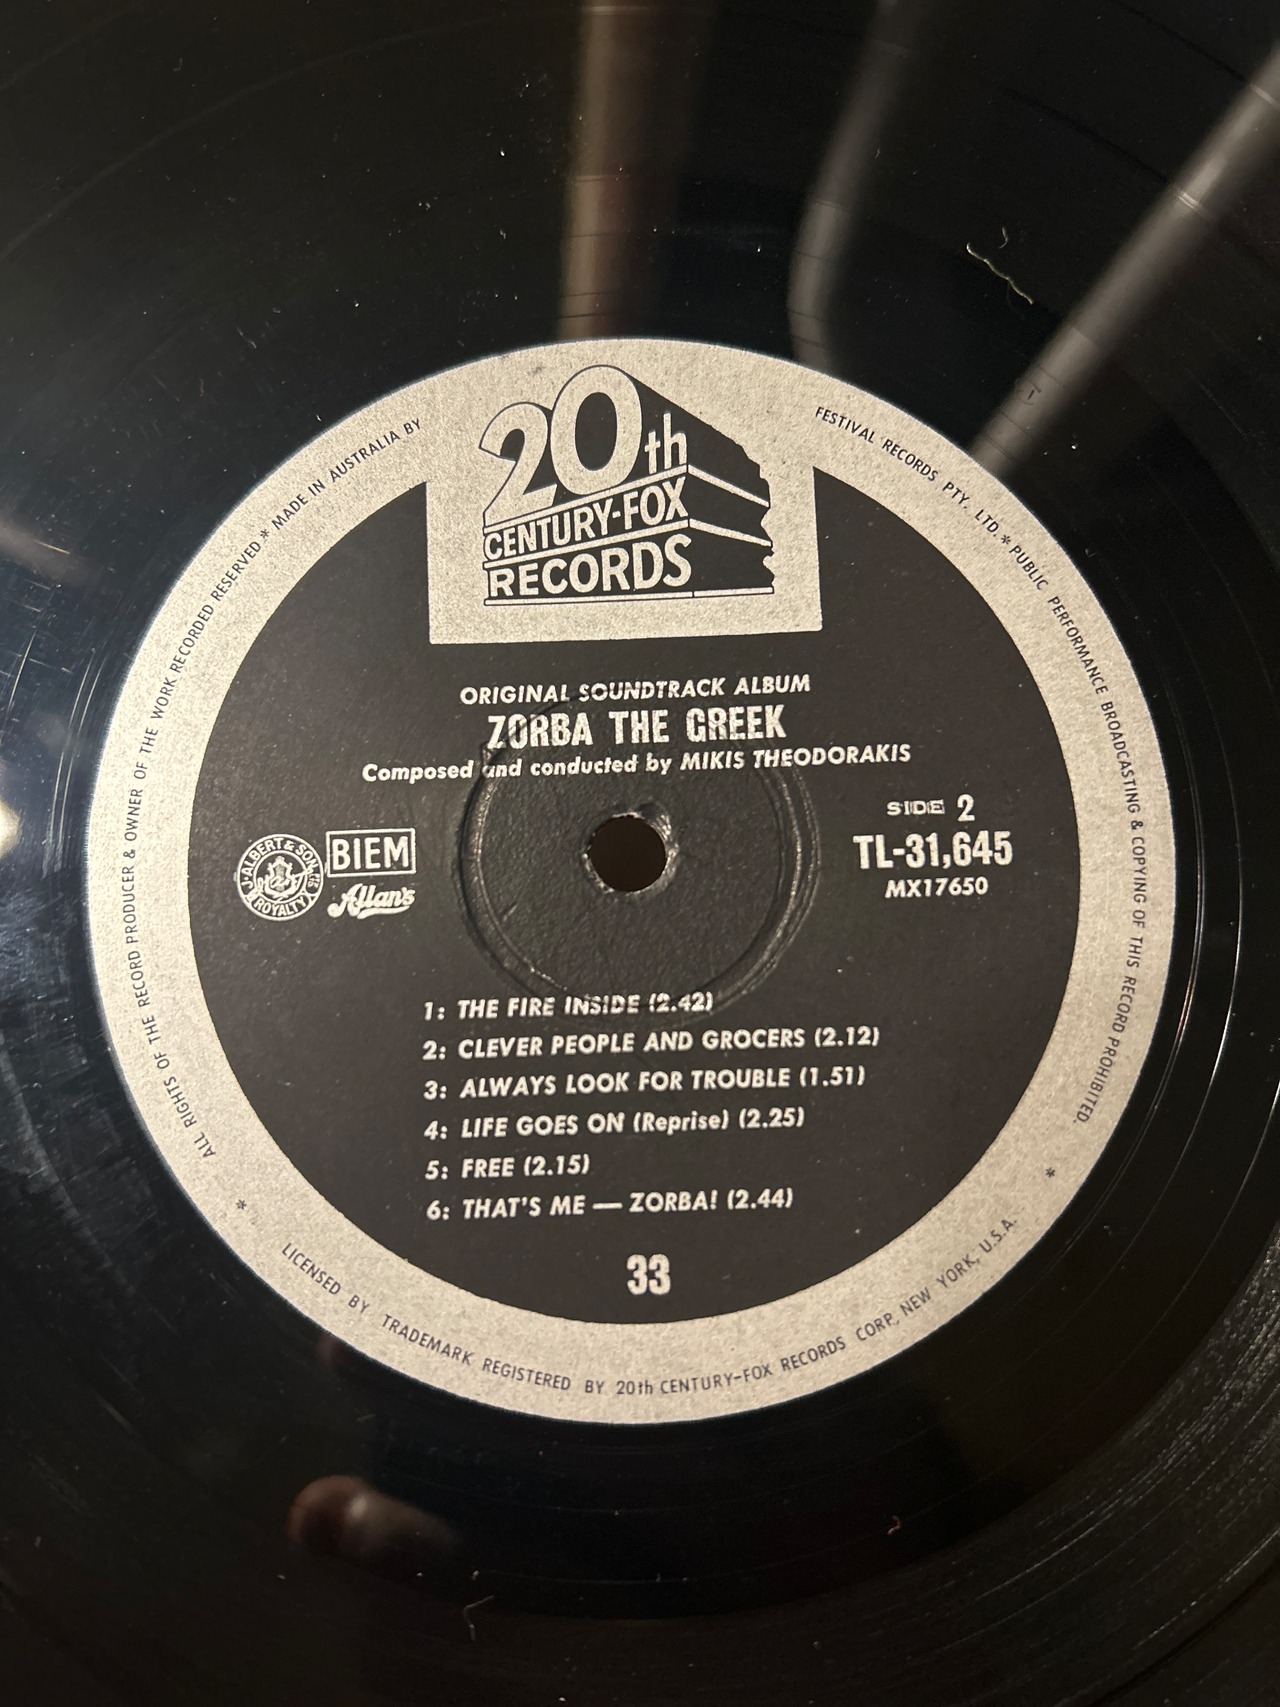 20th
CENTURY-FOX
RECORDS
ALL RIGHTS OF THE RECORD PRODUCER & OWNER OF THE WORK RECORDED RESERVED * MADE IN AUSTRALIA BY
FESTIVAL RECORDS PTY. LTD. * PUBLIC PERFORMANCE BROADCASTING & COPYING OF THIS RECORD PROHIBITED.
ORIGINAL SOUNDTRACK ALBUM
ZORBA THE GREEK
Composed and conducted by MIKIS THEODORAKIS
SIDE 2
TL-31,645
MX17650
J. ALBERT & SON
ROYALTY
BIEM
Allan's
1: THE FIRE INSIDE (2.42)
2: CLEVER PEOPLE AND GROCERS (2.12)
3: ALWAYS LOOK FOR TROUBLE (1.51)
4: LIFE GOES ON (Reprise) (2.25)
5: FREE (2.15)
6: THAT'S ME — ZORBA! (2.44)
33
* LICENSED BY TRADEMARK REGISTERED BY 20th CENTURY-FOX RECORDS CORP., NEW YORK, U.S.A. *